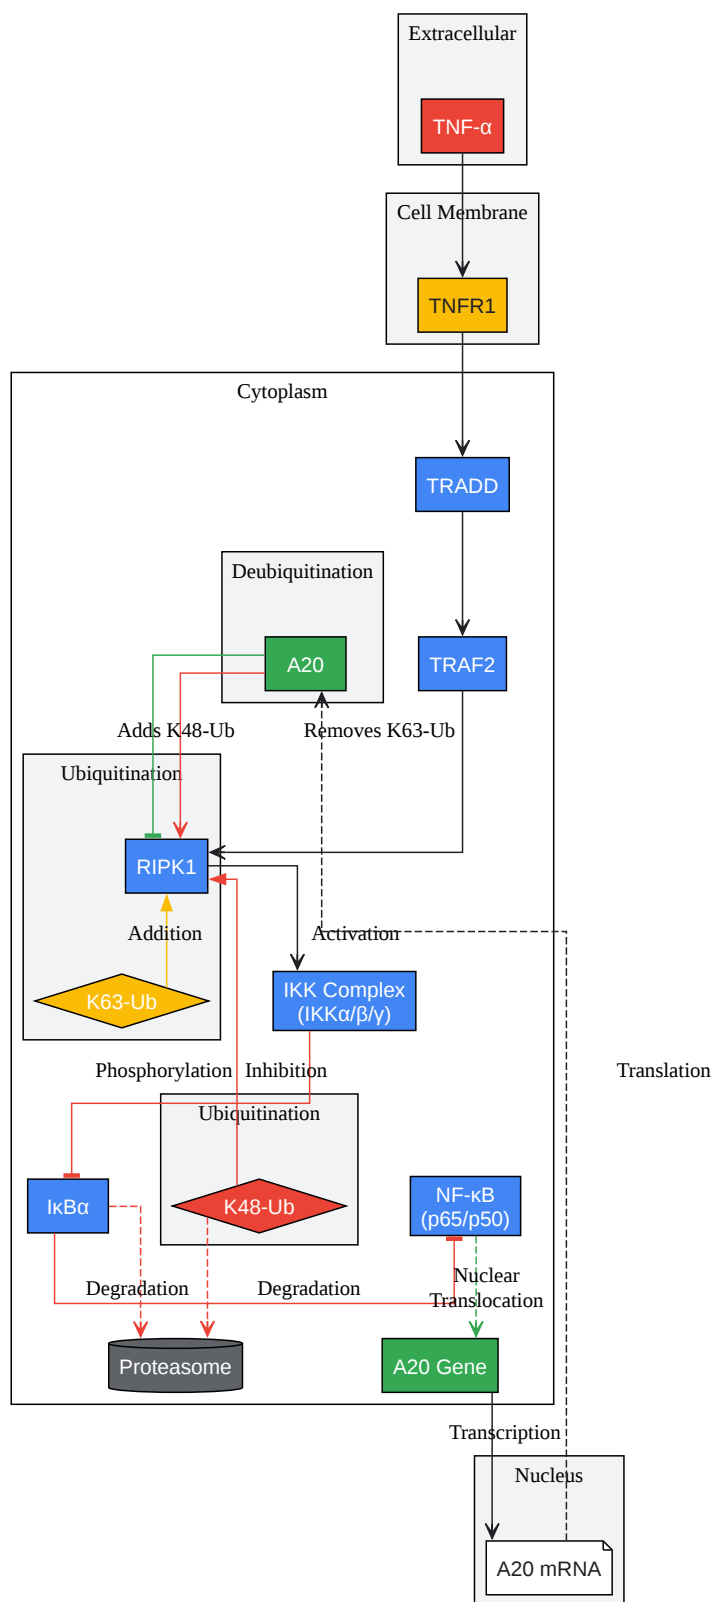 Extracellular
TNF-α
Cell Membrane
TNFR1
Cytoplasm
TRADD
Deubiquitination
A20
TRAF2
Adds K48-Ub
Removes K63-Ub
Ubiquitination
RIPK1
Addition
Activation
K63-Ub
IKK Complex
(IKKα/β/γ)
Phosphorylation
Inhibition
Translation
Ubiquitination
IκBα
K48-Ub
NF-κB
(p65/p50)
Degradation
Degradation
Nuclear
Translocation
Proteasome
A20 Gene
Transcription
Nucleus
A20 mRNA